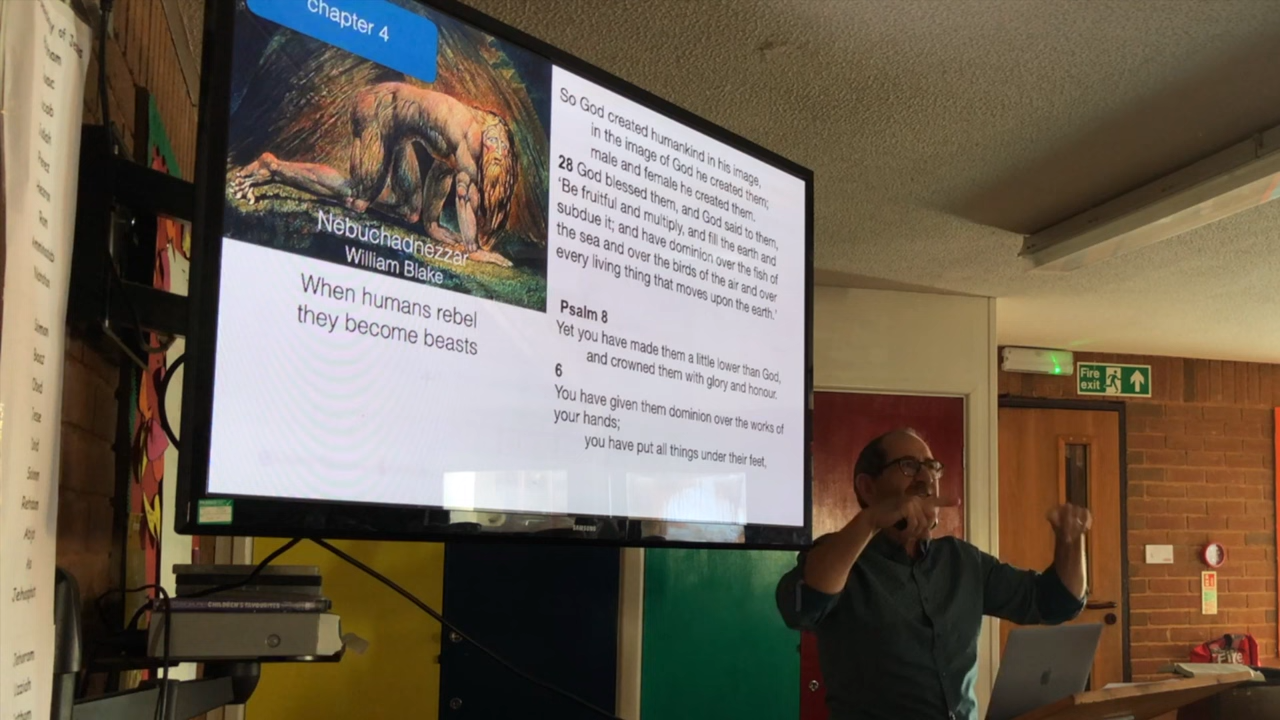 chapter 4
Nebuchadnezzar
William Blake
When humans rebel
they become beasts
So God created humankind in his image,
in the image of God he created them;
male and female he created them.
28 God blessed them, and God said to them,
'Be fruitful and multiply, and fill the earth and
subdue it; and have dominion over the fish of
the sea and over the birds of the air and over
every living thing that moves upon the earth.'
Psalm 8
Yet you have made them a little lower than God,
and crowned them with glory and honour.
6
You have given them dominion over the works of
your hands;
you have put all things under their feet,
SAMSUNG
Fire
exit
Fire